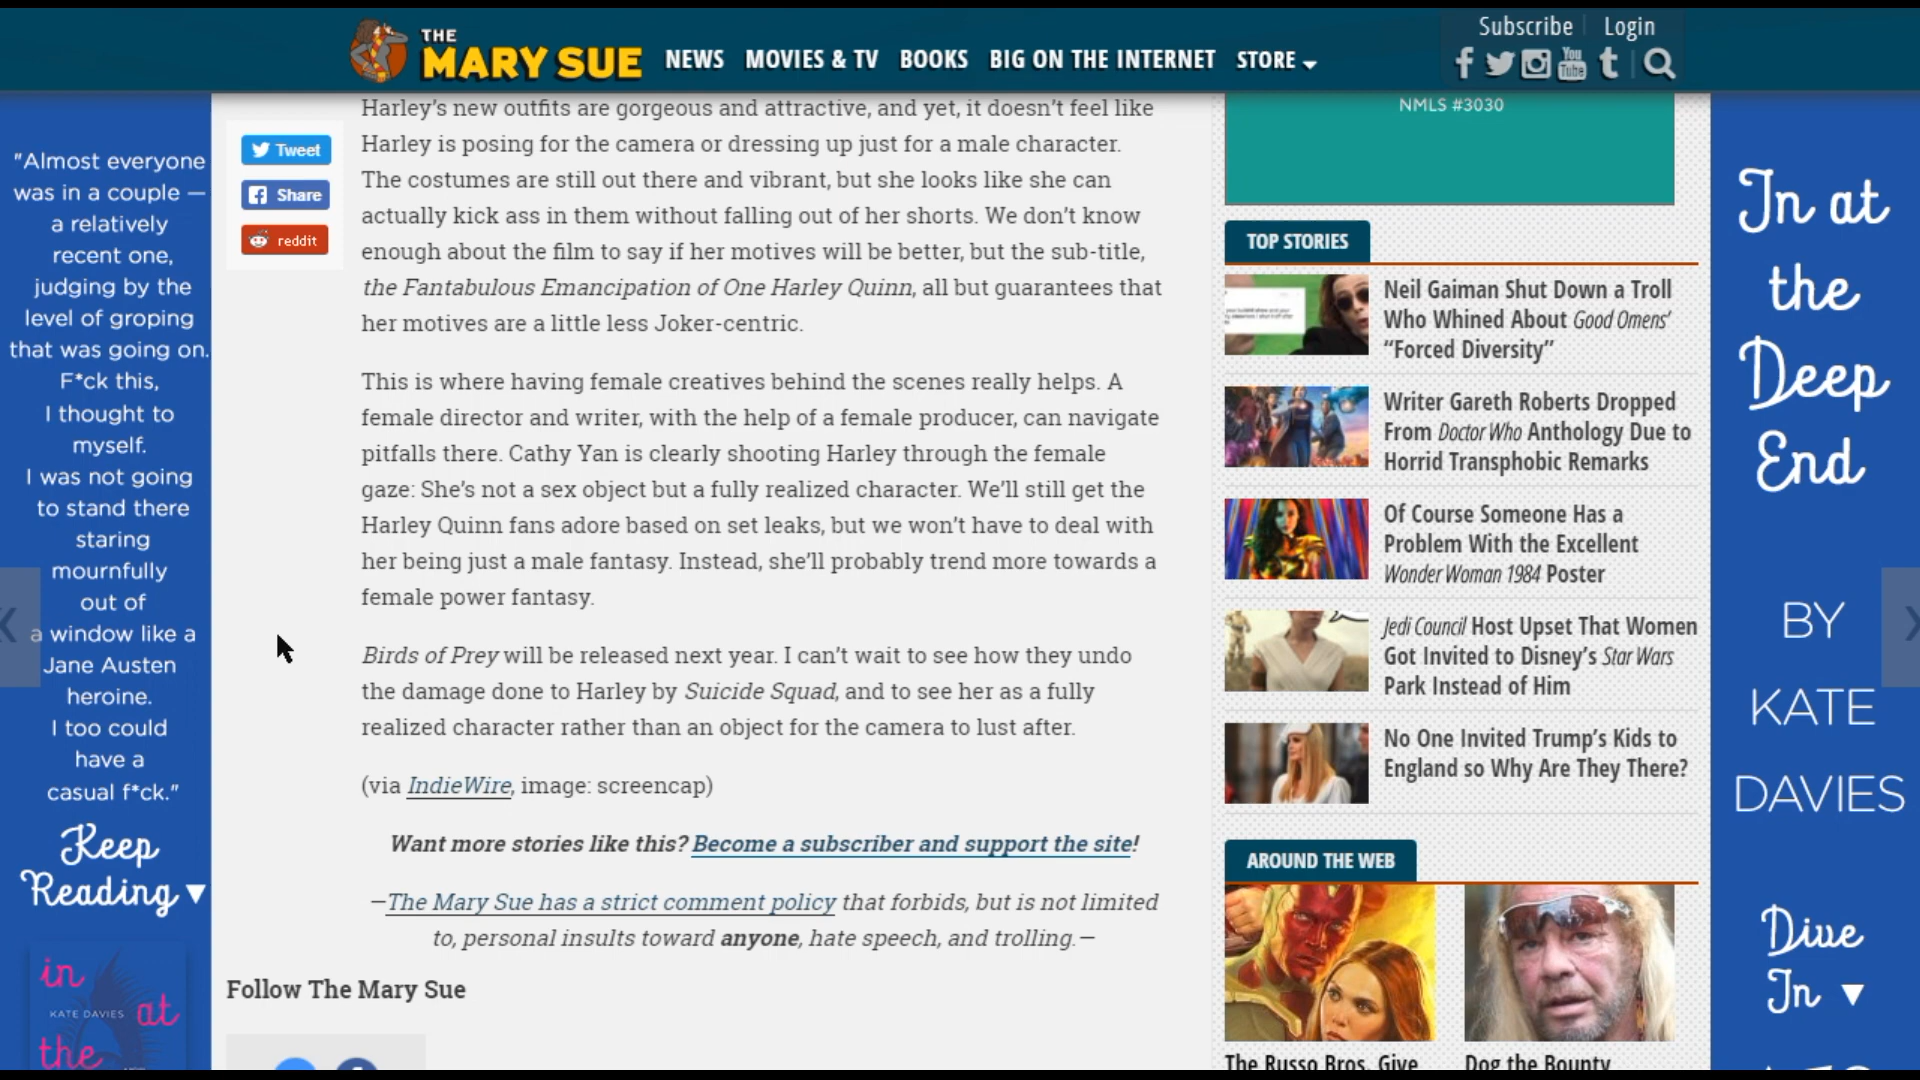 Subscribe
Login
THE
MARY SUE
NEWS
MOVIES & TV
BOOKS
BIG ON THE INTERNET
STORE
You
Tube
"Almost everyone
was in a couple —
a relatively
recent one,
judging by the
level of groping
that was going on.
F*ck this,
I thought to
myself.
I was not going
to stand there
staring
mournfully
out of
a window like a
Jane Austen
heroine.
I too could
have a
casual f*ck."
Keep
Reading ▼
in
KATE DAVIES
at
the
Tweet
Share
reddit
Harley’s new outfits are gorgeous and attractive, and yet, it doesn’t feel like
Harley is posing for the camera or dressing up just for a male character.
The costumes are still out there and vibrant, but she looks like she can
actually kick ass in them without falling out of her shorts. We don’t know
enough about the film to say if her motives will be better, but the sub-title,
the Fantabulous Emancipation of One Harley Quinn, all but guarantees that
her motives are a little less Joker-centric.
This is where having female creatives behind the scenes really helps. A
female director and writer, with the help of a female producer, can navigate
pitfalls there. Cathy Yan is clearly shooting Harley through the female
gaze: She’s not a sex object but a fully realized character. We’ll still get the
Harley Quinn fans adore based on set leaks, but we won’t have to deal with
her being just a male fantasy. Instead, she’ll probably trend more towards a
female power fantasy.
Birds of Prey will be released next year. I can’t wait to see how they undo
the damage done to Harley by Suicide Squad, and to see her as a fully
realized character rather than an object for the camera to lust after.
(via IndieWire, image: screencap)
Want more stories like this? Become a subscriber and support the site!
—The Mary Sue has a strict comment policy that forbids, but is not limited
to, personal insults toward anyone, hate speech, and trolling.—
Follow The Mary Sue
NMLS #3030
TOP STORIES
Neil Gaiman Shut Down a Troll
Who Whined About Good Omens’
“Forced Diversity”
Writer Gareth Roberts Dropped
From Doctor Who Anthology Due to
Horrid Transphobic Remarks
Of Course Someone Has a
Problem With the Excellent
Wonder Woman 1984 Poster
Jedi Council Host Upset That Women
Got Invited to Disney’s Star Wars
Park Instead of Him
No One Invited Trump’s Kids to
England so Why Are They There?
AROUND THE WEB
The Russo Bros. Give
Dog the Bounty
In at
the
Deep
End
BY
KATE
DAVIES
Dive
In ▼